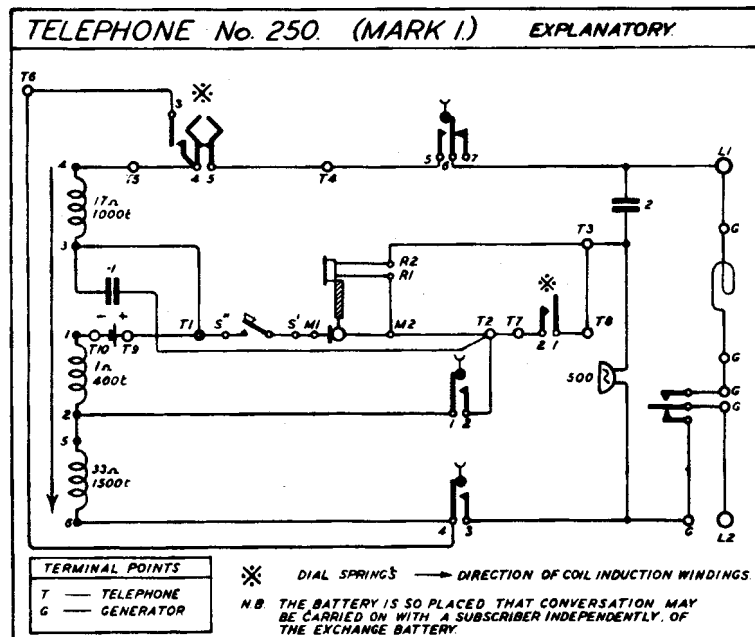 TELEPHONE No. 250. (MARK I.) EXPLANATORY
T6
3
L1
4 T5 4 5 T4 5 6 7
17Ω
1000t
2
G
3
T3
R2
R1
·1
- +
1 T10 T9 T1 S" S' M1 M2 T2 T7 2 1 T8
1Ω
400t
500
G
G
2 1 2
G
5
33Ω
1500t
6 4 3 G L2
TERMINAL POINTS
T — TELEPHONE
G — GENERATOR
※ DIAL SPRINGS → DIRECTION OF COIL INDUCTION WINDINGS.
N.B. THE BATTERY IS SO PLACED THAT CONVERSATION MAY
BE CARRIED ON WITH A SUBSCRIBER INDEPENDENTLY. OF
THE EXCHANGE BATTERY.